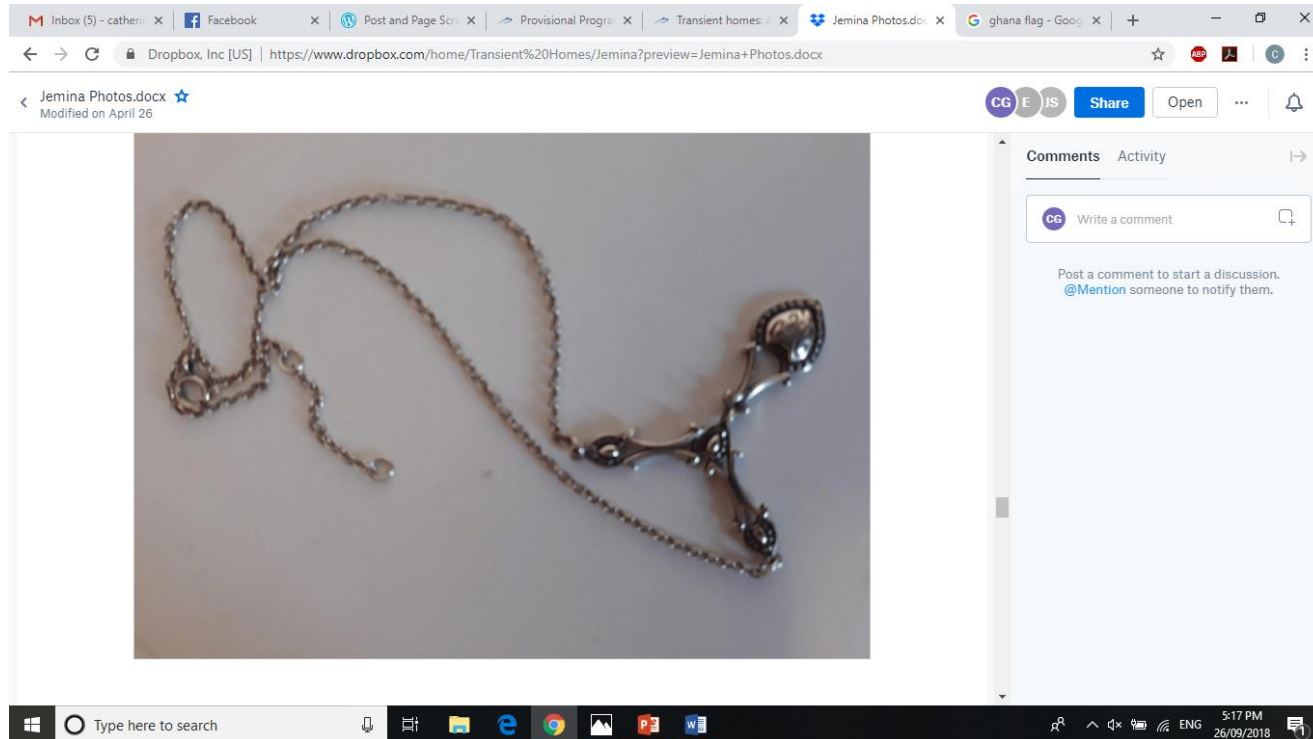 Inbox (5) - catheri
Facebook
Post and Page Scr
Provisional Progra
Transient homes:
Jemina Photos.do
ghana flag - Goog
Dropbox, Inc [US] | https://www.dropbox.com/home/Transient%20Homes/Jemina?preview=Jemina+Photos.docx
ABP
C
Jemina Photos.docx
Modified on April 26
CG
E
JS
Share
Open
Comments
Activity
CG
Write a comment
Post a comment to start a discussion.
@Mention someone to notify them.
Type here to search
ENG
5:17 PM
26/09/2018